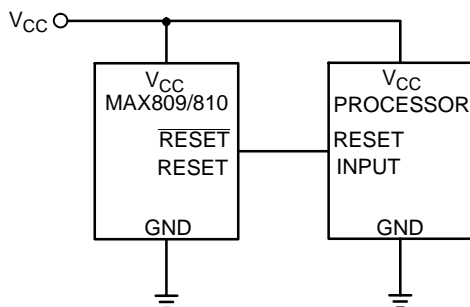 VCC
VCC
MAX809/810
RESET
RESET
GND
VCC
PROCESSOR
RESET
INPUT
GND